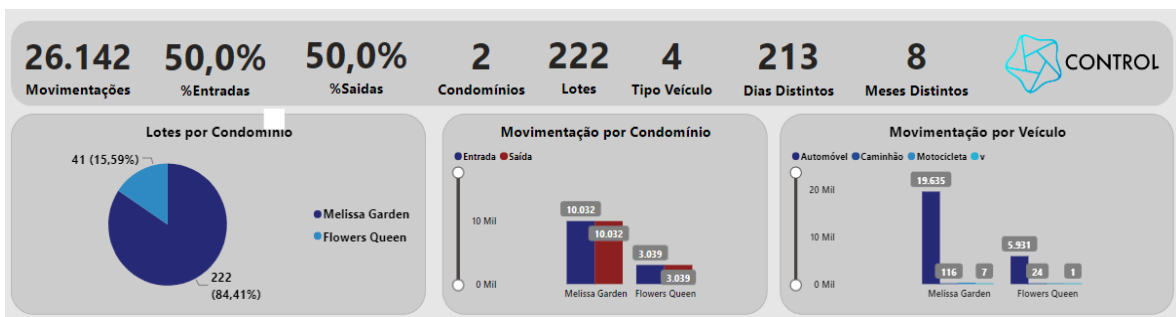 26.142 50,0% 50,0% 2 222 4 213 8
Movimentações %Entradas %Saidas Condomínios Lotes Tipo Veículo Dias Distintos Meses Distintos
CONTROL
Lotes por Condomínio
41 (15,59%)
222
(84,41%)
Melissa Garden
Flowers Queen
Movimentação por Condomínio
Entrada Saída
10 Mil
0 Mil
10.032
10.032
3.039
3.039
Melissa Garden Flowers Queen
Movimentação por Veículo
Automóvel Caminhão Motocicleta v
20 Mil
10 Mil
0 Mil
19.635
116 7
5.931
24 1
Melissa Garden Flowers Queen